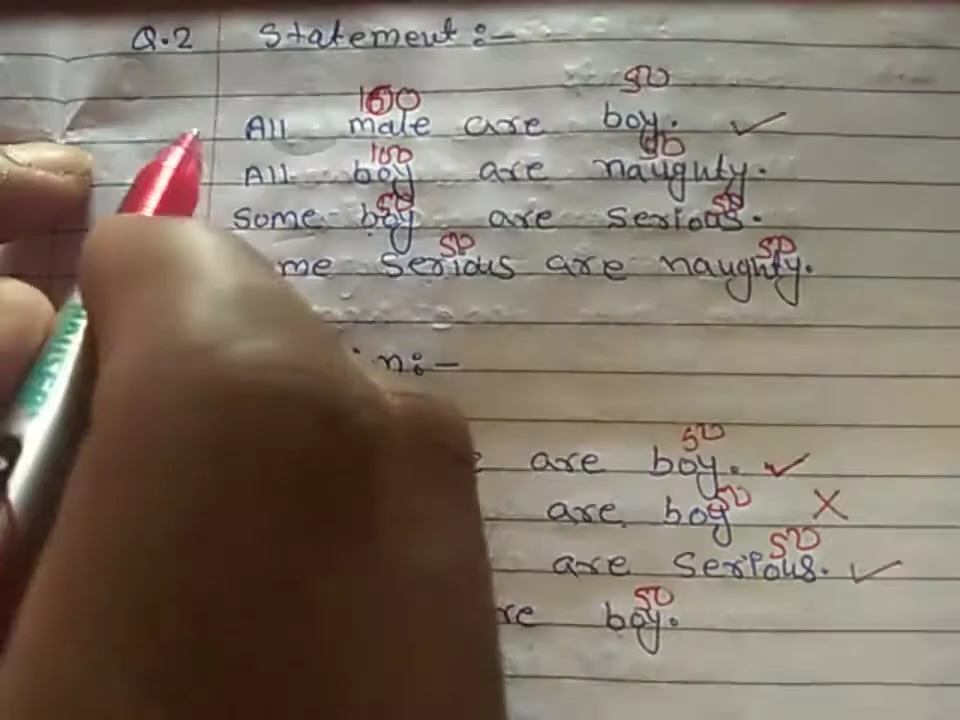 Q.2 Statement :-
100 50
All male are boy. ✓
100 50
All boy are naughty.
50 50
Some boy are Serious.
50 50
me Serious are naughty.
n:-
50
are boy. ✓
50
are boy X
50
are Serious. ✓
50
re boy.